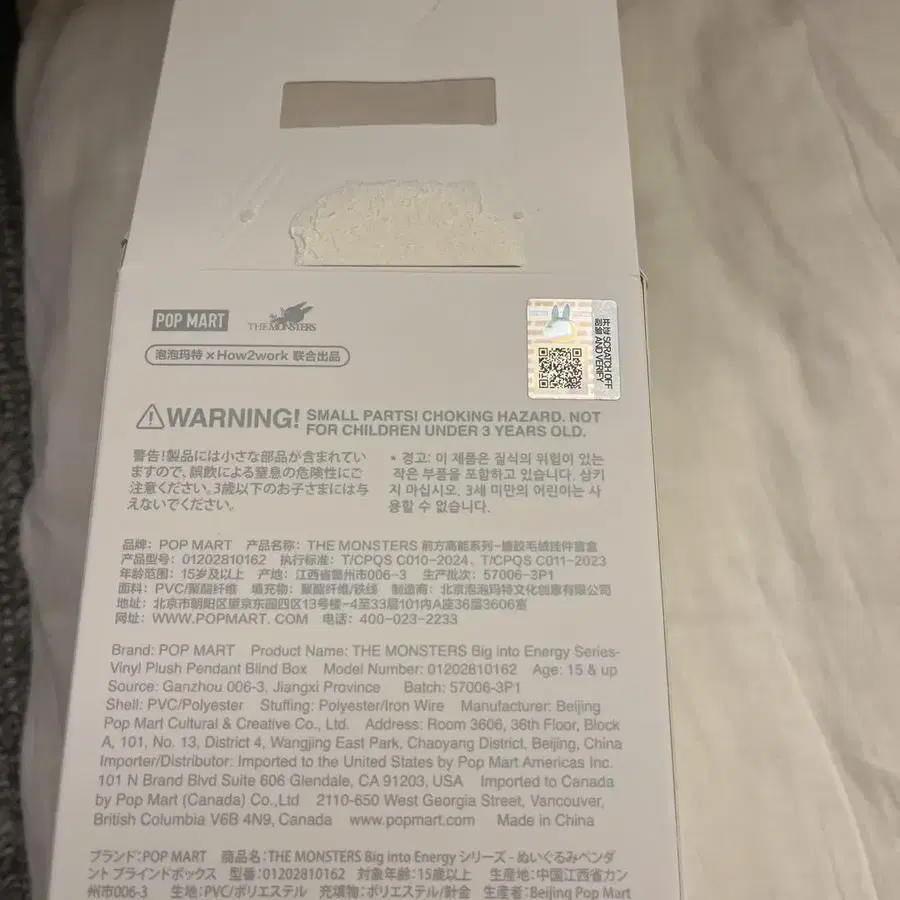 POP MART
THE MONSTERS
泡泡玛特 × How2work 联合出品
刮开 SCRATCH OFF
验证 AND VERIFY
WARNING! SMALL PARTS! CHOKING HAZARD. NOT
FOR CHILDREN UNDER 3 YEARS OLD.
警告!製品には小さな部品が含まれてい
ますので、誤飲による窒息の危険性にご
注意ください。3歳以下のお子さまには与
えないでください。
* 경고: 이 제품은 질식의 위험이 있는
작은 부품을 포함하고 있습니다. 삼키
지 마십시오. 3세 미만의 어린이는 사
용할 수 없습니다.
品牌: POP MART 产品名称: THE MONSTERS 前方高能系列-搪胶毛绒挂件盲盒
产品型号: 01202810162 执行标准: T/CPQS C010-2024、T/CPQS C011-2023
年龄范围: 15岁及以上 产地: 江西省赣州市006-3 生产批次: 57006-3P1
面料: PVC/聚酯纤维 填充物: 聚酯纤维/铁线 制造商: 北京泡泡玛特文化创意有限公司
地址: 北京市朝阳区望京东园四区13号楼-4至33层101内A座36层3606室
网址: WWW.POPMART. COM 电话: 400-023-2233
Brand: POP MART Product Name: THE MONSTERS Big into Energy Series-
Vinyl Plush Pendant Blind Box Model Number: 01202810162 Age: 15 & up
Source: Ganzhou 006-3, Jiangxi Province Batch: 57006-3P1
Shell: PVC/Polyester Stuffing: Polyester/Iron Wire Manufacturer: Beijing
Pop Mart Cultural & Creative Co., Ltd. Address: Room 3606, 36th Floor, Block
A, 101, No. 13, District 4, Wangjing East Park, Chaoyang District, Beijing, China
Importer/Distributor: Imported to the United States by Pop Mart Americas Inc.
101 N Brand Blvd Suite 606 Glendale, CA 91203, USA Imported to Canada
by Pop Mart (Canada) Co.,Ltd 2110-650 West Georgia Street, Vancouver,
British Columbia V6B 4N9, Canada www.popmart.com Made in China
ブランド:POP MART 商品名:THE MONSTERS Big into Energy シリーズ - ぬいぐるみペンダ
ント ブラインドボックス 型番:01202810162 対象年齢:15歳以上 生産地:中国江西省カン
州市006-3 生地:PVC/ポリエステル 充填物:ポリエステル/針金 生産者:Beijing Pop Mart